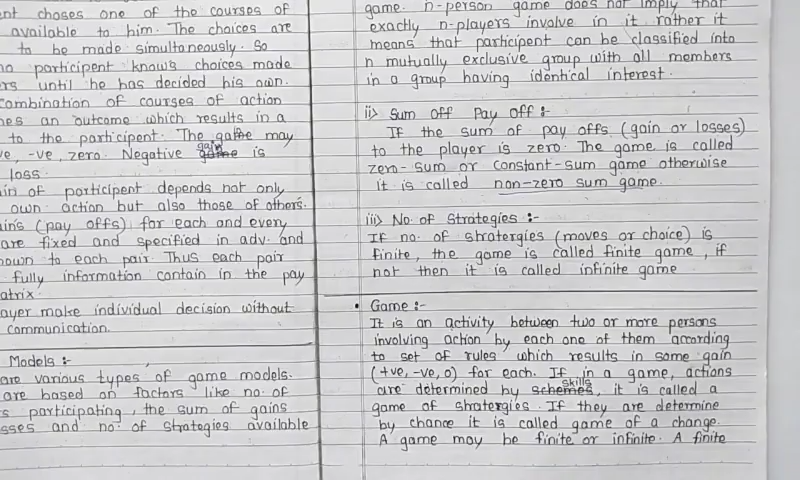 ent choses one of the courses of
available to him. The choices are
to be made simultaneously. So
no participent knows choices made
ers until he has decided his own.
combination of courses of action
nes an outcome which results in a
to the participent. The gain may
ve, -ve, zero. Negative gain is
loss.
in of participent depends not only
own action but also those of others.
ains (pay offs) for each and every
are fixed and specified in adv. and
nown to each pair. Thus each pair
fully information contain in the pay
atrix.
ayer make individual decision without
communication.
Models :-
are various types of game models.
are based on factors like no. of
s participating, the sum of gains
sses and no. of strategies available
game. n-person game does not imply that
exactly n-players involve in it rather it
means that participent can be classified into
n mutually exclusive group with all members
in a group having identical interest.
ii) Sum off Pay off :-
If the sum of pay offs (gain or losses)
to the player is zero. The game is called
zero-sum or constant-sum game otherwise
it is called non-zero sum game.
iii) No. of Strategies :-
If no. of stratergies (moves or choice) is
finite, the game is called finite game, if
not then it is called infinite game
• Game :-
It is an activity between two or more persons
involving action by each one of them according
to set of rules which results in some gain
(+ve, -ve, 0) for each. If in a game, actions
are determined by skills, it is called a
game of stratergies. If they are determine
by chance it is called game of a change.
A game may be finite or infinite. A finite